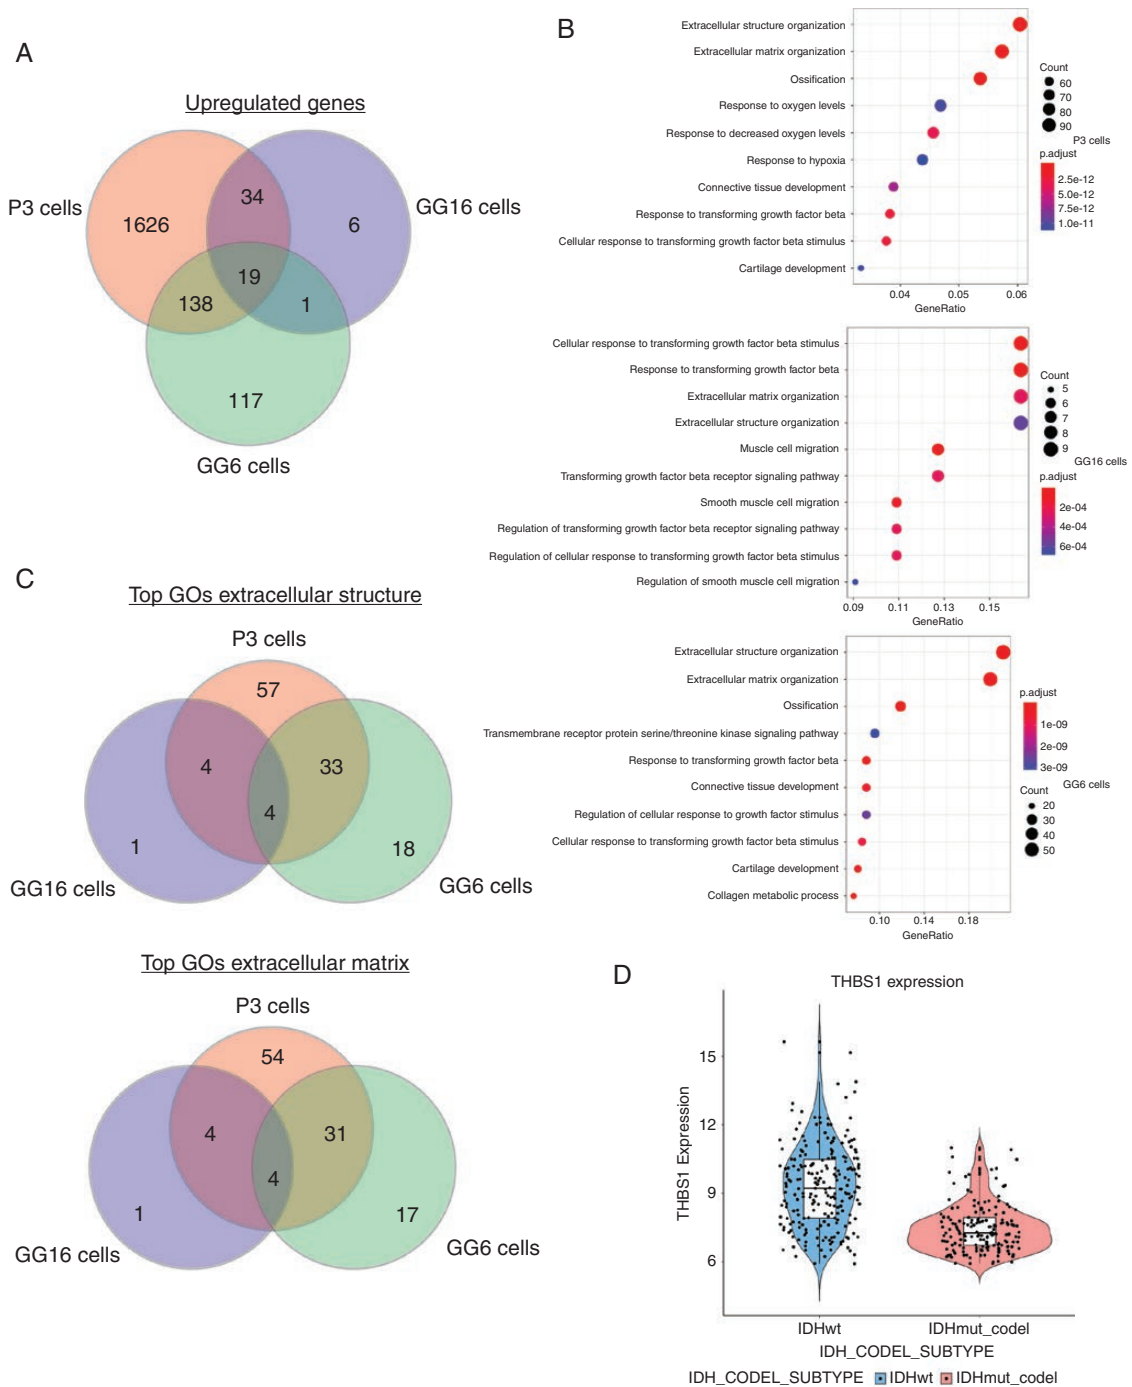 A
Upregulated genes
P3 cells
GG16 cells
GG6 cells
1626
34
6
19
138
1
117
B
Extracellular structure organization
Extracellular matrix organization
Ossification
Response to oxygen levels
Response to decreased oxygen levels
Response to hypoxia
Connective tissue development
Response to transforming growth factor beta
Cellular response to transforming growth factor beta stimulus
Cartilage development
0.04 0.05 0.06
GeneRatio
Count
60
70
80
90
P3 cells
p.adjust
2.5e-12
5.0e-12
7.5e-12
1.0e-11
Cellular response to transforming growth factor beta stimulus
Response to transforming growth factor beta
Extracellular matrix organization
Extracellular structure organization
Muscle cell migration
Transforming growth factor beta receptor signaling pathway
Smooth muscle cell migration
Regulation of transforming growth factor beta receptor signaling pathway
Regulation of cellular response to transforming growth factor beta stimulus
Regulation of smooth muscle cell migration
0.09 0.11 0.13 0.15
GeneRatio
Count
5
6
7
8
9
GG16 cells
p.adjust
2e-04
4e-04
6e-04
Extracellular structure organization
Extracellular matrix organization
Ossification
Transmembrane receptor protein serine/threonine kinase signaling pathway
Response to transforming growth factor beta
Connective tissue development
Regulation of cellular response to growth factor stimulus
Cellular response to transforming growth factor beta stimulus
Cartilage development
Collagen metabolic process
0.10 0.14 0.18
GeneRatio
p.adjust
1e-09
2e-09
3e-09
GG6 cells
Count
20
30
40
50
C
Top GOs extracellular structure
P3 cells
57
4
33
4
1
18
GG16 cells
GG6 cells
Top GOs extracellular matrix
P3 cells
54
4
31
4
1
17
GG16 cells
GG6 cells
D
THBS1 expression
THBS1 Expression
15
12
9
6
IDHwt IDHmut_codel
IDH_CODEL_SUBTYPE
IDH_CODEL_SUBTYPE IDHwt IDHmut_codel